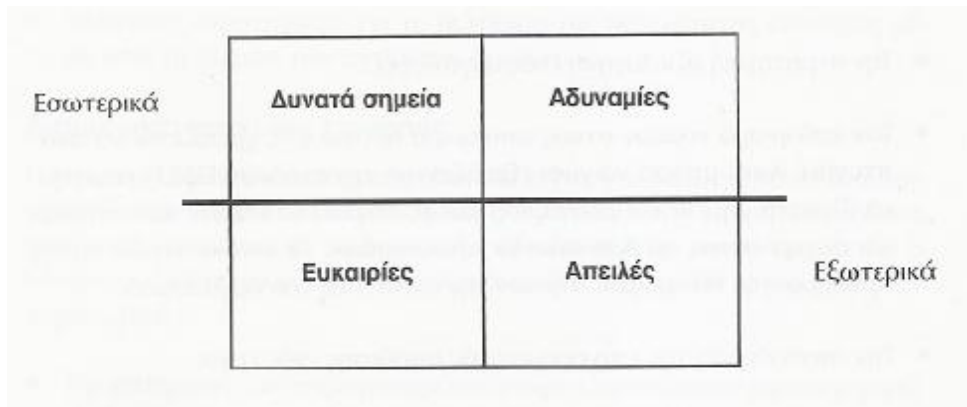 Εσωτερικά
Δυνατά σημεία
Αδυναμίες
Ευκαιρίες
Απειλές
Εξωτερικά